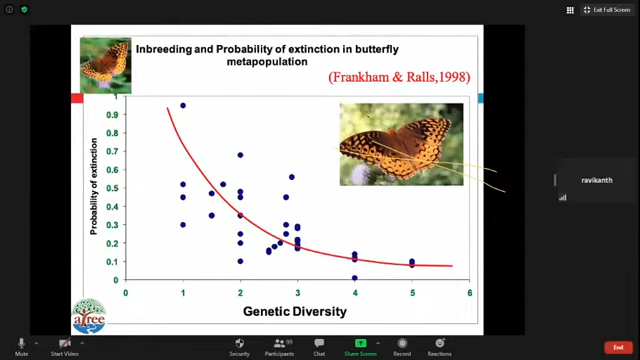 Exit Full Screen
Inbreeding and Probability of extinction in butterfly
metapopulation
(Frankham & Ralls,1998)
Probability of extinction
1
0.9
0.8
0.7
0.6
0.5
0.4
0.3
0.2
0.1
0
0 1 2 3 4 5 6
Genetic Diversity
atree
ravikanth
Mute
Start Video
Security
Participants
99
Chat
Share Screen
Record
Reactions
End